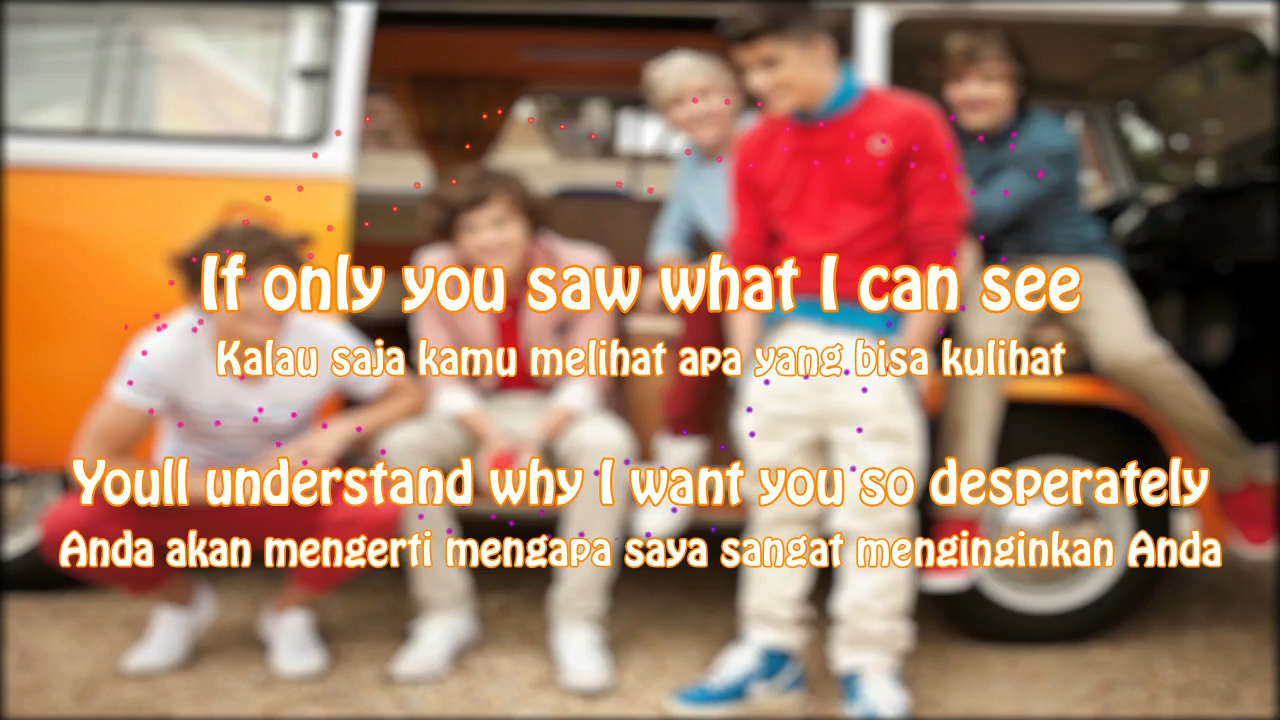 If only you saw what I can see
Kalau saja kamu melihat apa yang bisa kulihat
Youll understand why I want you so desperately
Anda akan mengerti mengapa saya sangat menginginkan Anda